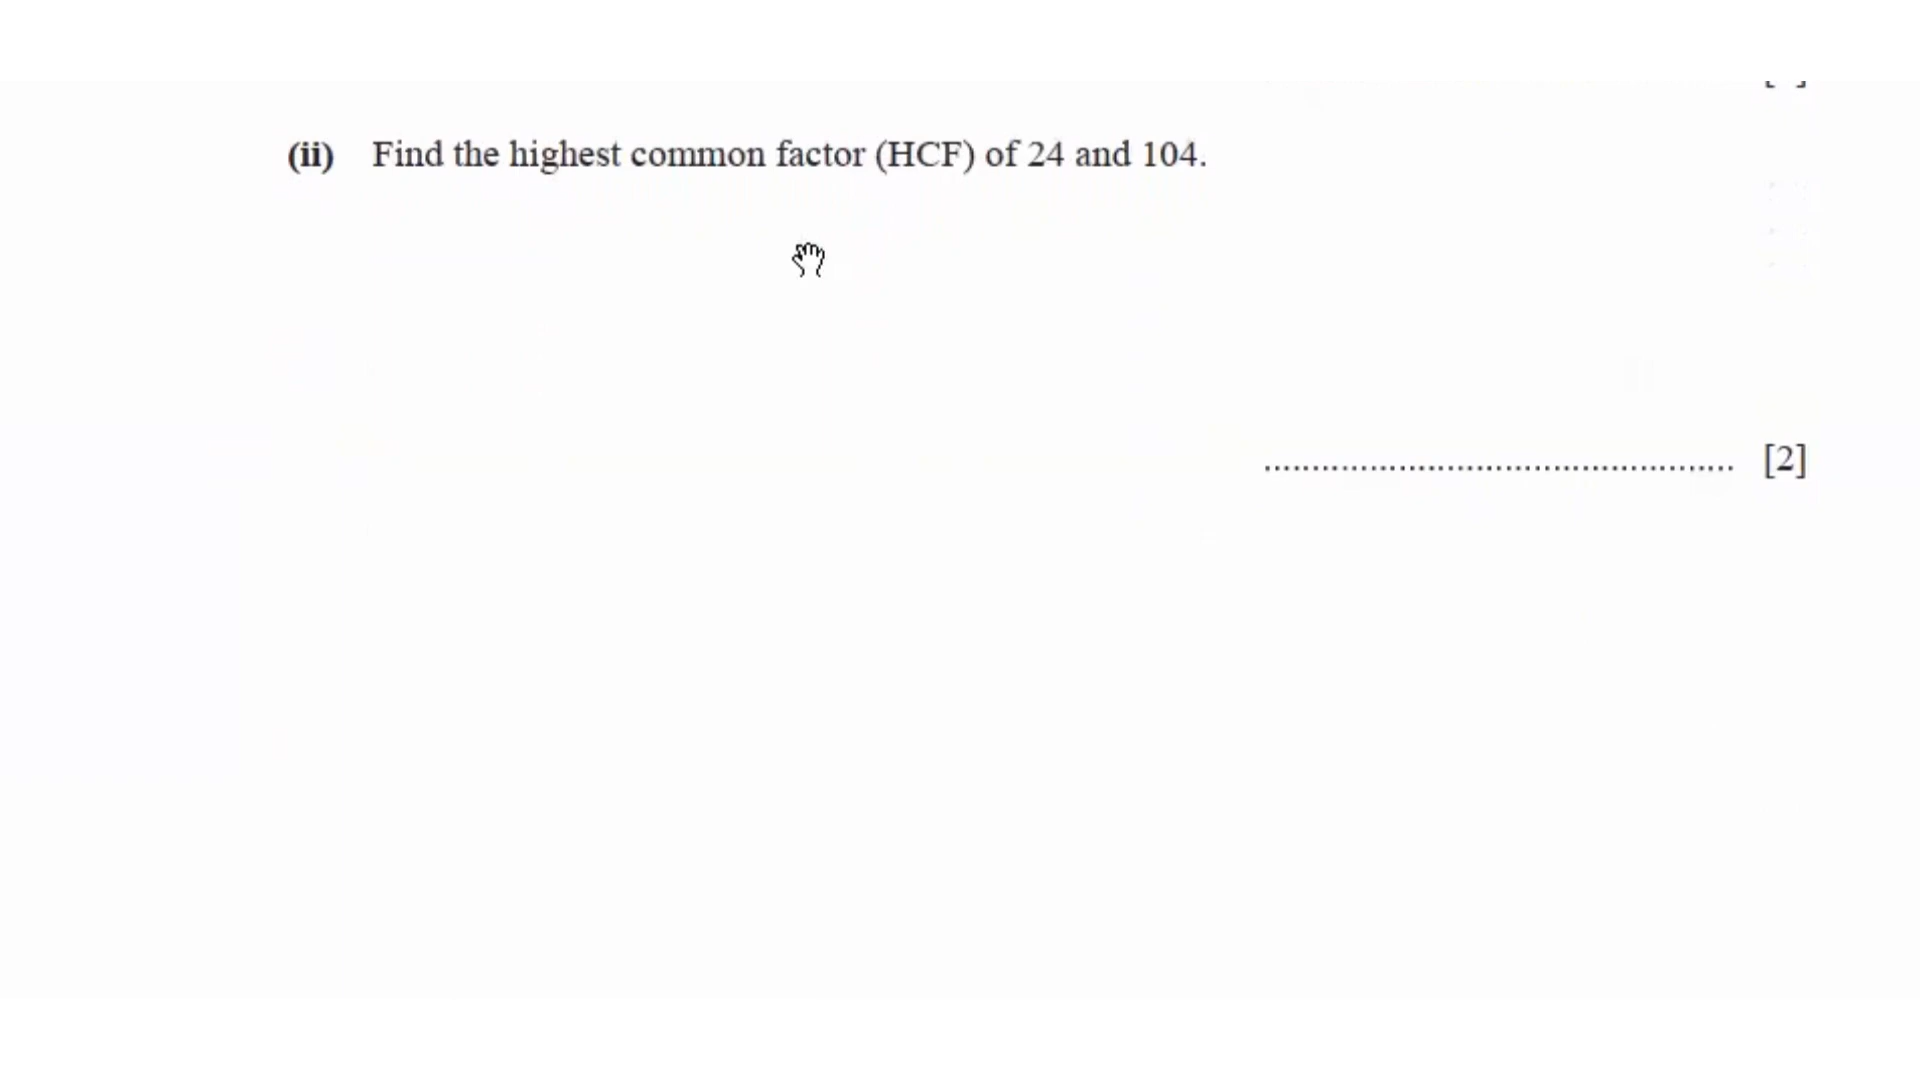 (ii) Find the highest common factor (HCF) of 24 and 104.
.................................................. [2]